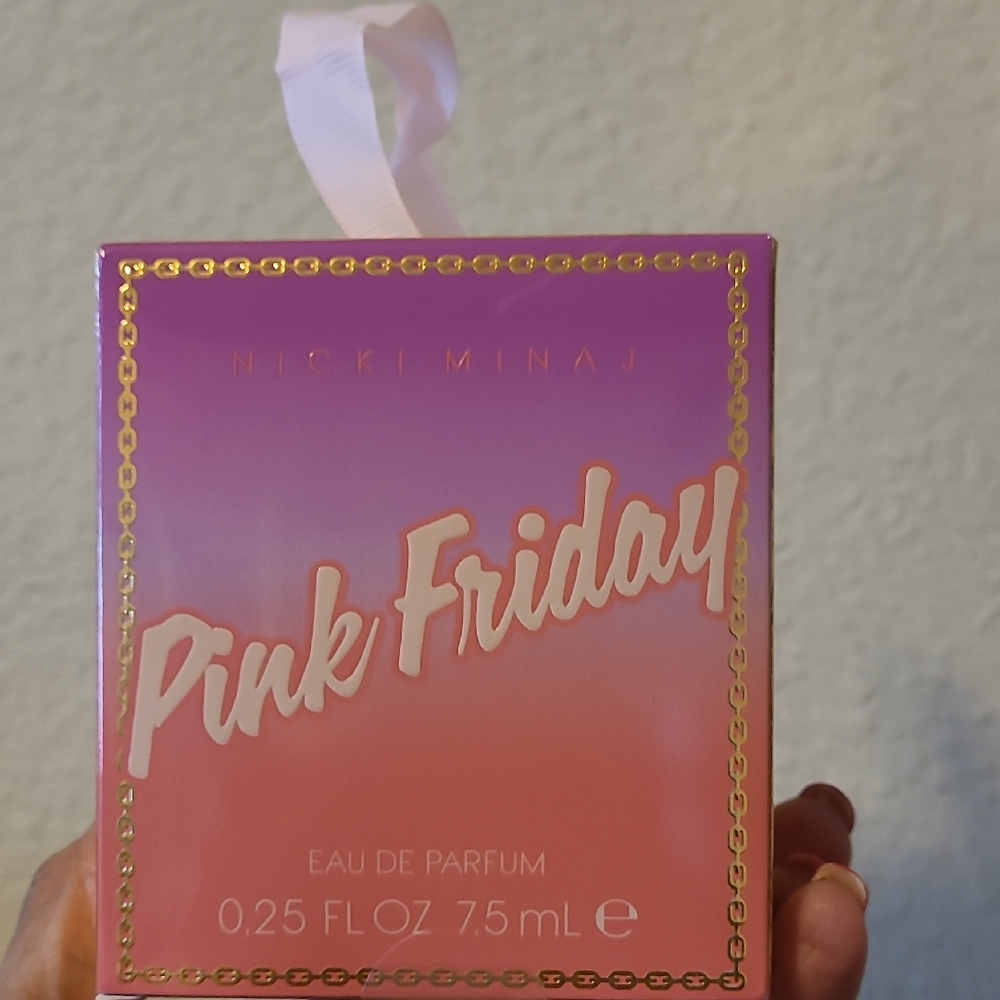 NICKI MINAJ
Pink Friday
EAU DE PARFUM
0.25 FL OZ 7.5 mL ℮